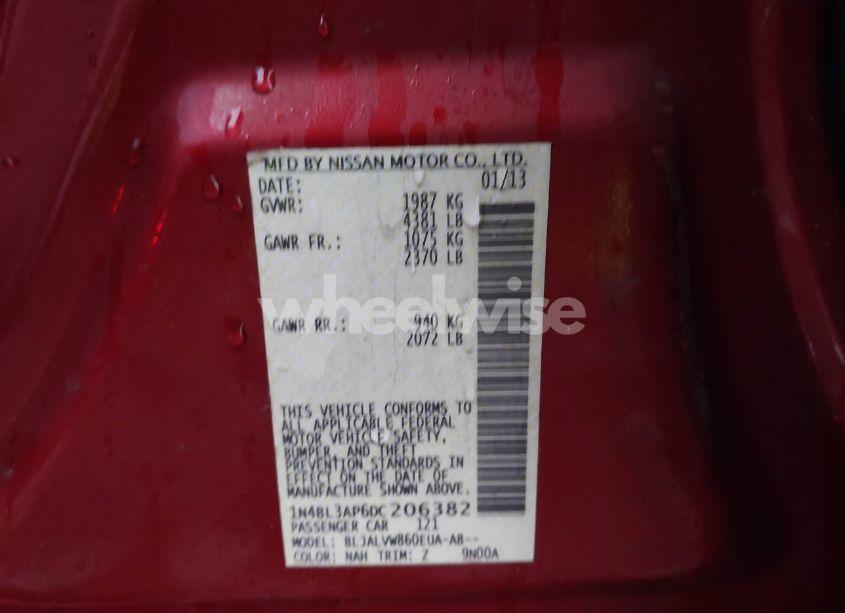 MFD BY NISSAN MOTOR CO., LTD.
DATE: 01/13
GVWR: 1987 KG
4381 LB
GAWR FR.: 1075 KG
2370 LB
wheelwise
GAWR RR.: 940 KG
2072 LB
THIS VEHICLE CONFORMS TO
ALL APPLICABLE FEDERAL
MOTOR VEHICLE SAFETY,
BUMPER, AND THEFT
PREVENTION STANDARDS IN
EFFECT ON THE DATE OF
MANUFACTURE SHOWN ABOVE.
1N4BL3AP6DC206382
PASSENGER CAR 121
MODEL: BLJALVW860EUA-AB--
COLOR: NAH TRIM: Z 9N00A